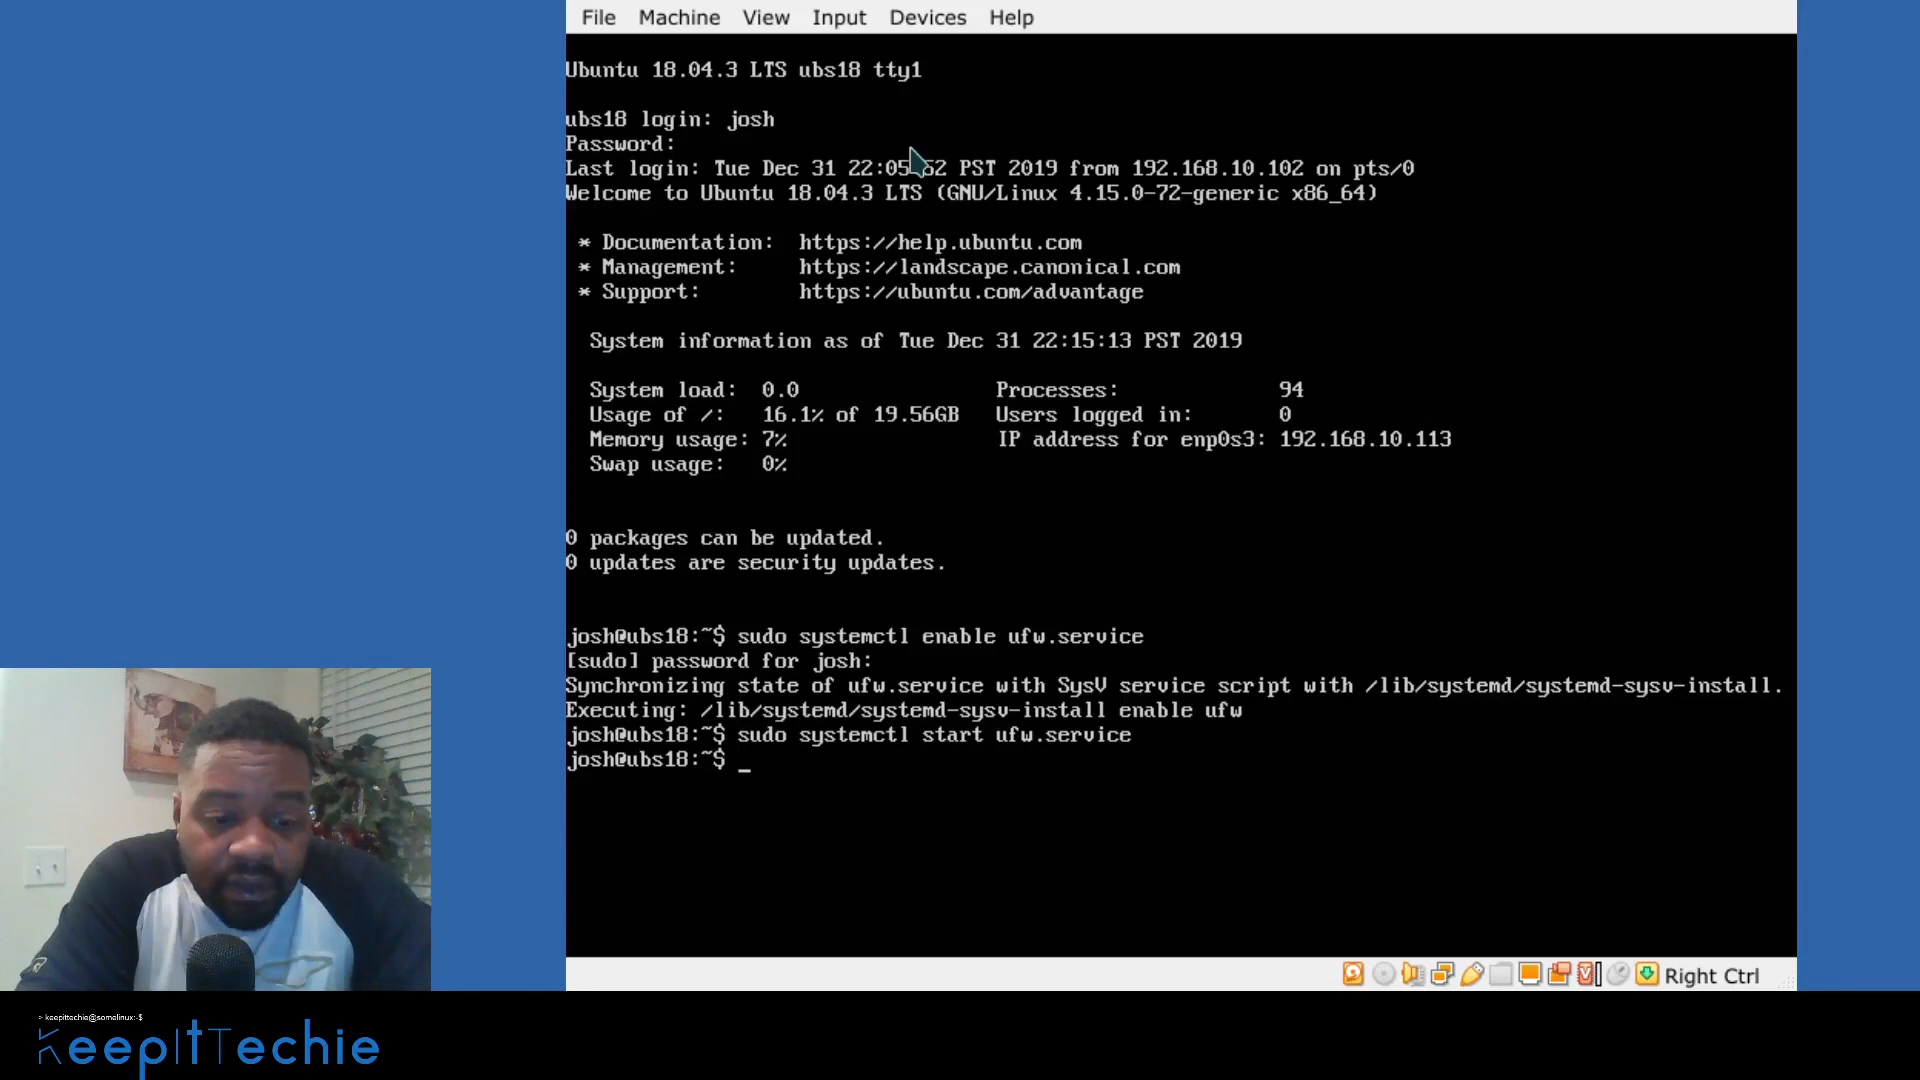 File Machine View Input Devices Help
Ubuntu 18.04.3 LTS ubs18 tty1
ubs18 login: josh
Password:
Last login: Tue Dec 31 22:05:52 PST 2019 from 192.168.10.102 on pts/0
Welcome to Ubuntu 18.04.3 LTS (GNU/Linux 4.15.0-72-generic x86_64)
* Documentation: https://help.ubuntu.com
* Management: https://landscape.canonical.com
* Support: https://ubuntu.com/advantage
System information as of Tue Dec 31 22:15:13 PST 2019
System load: 0.0 Processes: 94
Usage of /: 16.1% of 19.56GB Users logged in: 0
Memory usage: 7% IP address for enp0s3: 192.168.10.113
Swap usage: 0%
0 packages can be updated.
0 updates are security updates.
josh@ubs18:~$ sudo systemctl enable ufw.service
[sudo] password for josh:
Synchronizing state of ufw.service with SysV service script with /lib/systemd/systemd-sysv-install.
Executing: /lib/systemd/systemd-sysv-install enable ufw
josh@ubs18:~$ sudo systemctl start ufw.service
josh@ubs18:~$ _
Right Ctrl
> keepittechie@somelinux:~$
KeepItTechie